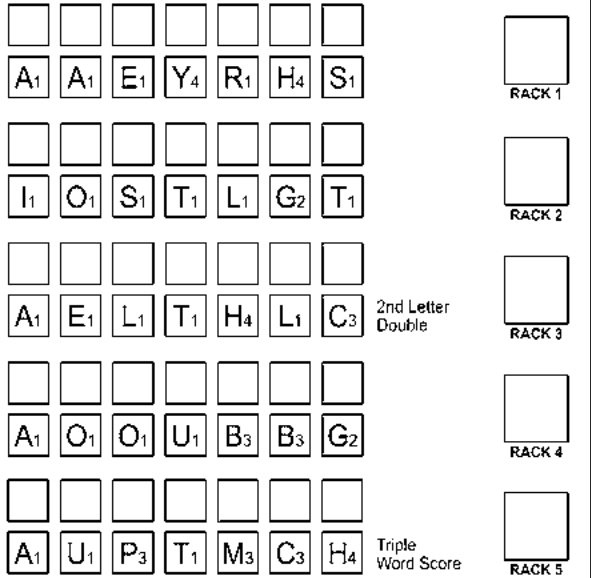 A1 A1 E1 Y4 R1 H4 S1
RACK 1
I1 O1 S1 T1 L1 G2 T1
RACK 2
A1 E1 L1 T1 H4 L1 C3
2nd Letter
Double
RACK 3
A1 O1 O1 U1 B3 B3 G2
RACK 4
A1 U1 P3 T1 M3 C3 H4
Triple
Word Score
RACK 5